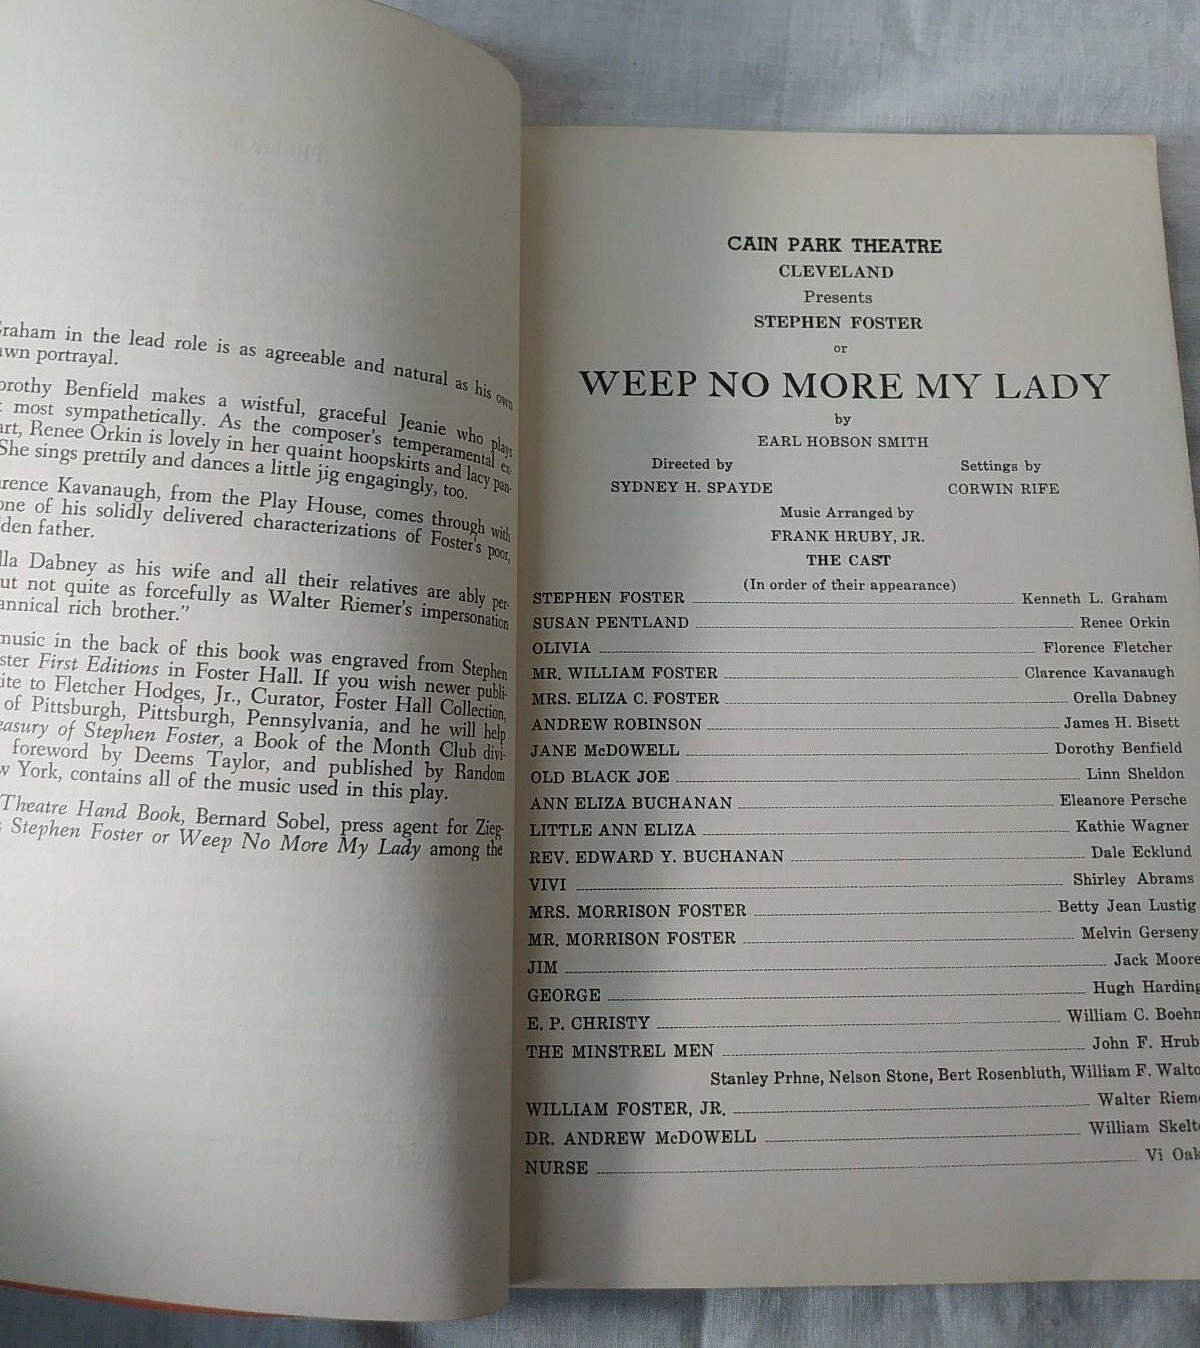 Graham in the lead role is as agreeable and natural as his own
portrayal.
Dorothy Benfield makes a wistful, graceful Jeanie who plays
most sympathetically. As the composer's temperamental ex-
Renee Orkin is lovely in her quaint hoopskirts and lacy pan-
She sings prettily and dances a little jig engagingly, too.
Kavanaugh, from the Play House, comes through with
one of his solidly delivered characterizations of Foster's poor,
father.
Dabney as his wife and all their relatives are ably per-
but not quite as forcefully as Walter Riemer's impersonation
rich brother."
music in the back of this book was engraved from Stephen
First Editions in Foster Hall. If you wish newer publi-
to Fletcher Hodges, Jr., Curator, Foster Hall Collection,
of Pittsburgh, Pittsburgh, Pennsylvania, and he will help
of Stephen Foster, a Book of the Month Club divi-
foreword by Deems Taylor, and published by Random
York, contains all of the music used in this play.
Theatre Hand Book, Bernard Sobel, press agent for Zieg-
Stephen Foster or Weep No More My Lady among the
CAIN PARK THEATRE
CLEVELAND
Presents
STEPHEN FOSTER
or
WEEP NO MORE MY LADY
by
EARL HOBSON SMITH
Directed by Settings by
SYDNEY H. SPAYDE CORWIN RIFE
Music Arranged by
FRANK HRUBY, JR.
THE CAST
(In order of their appearance)
STEPHEN FOSTER Kenneth L. Graham
SUSAN PENTLAND Renee Orkin
OLIVIA Florence Fletcher
MR. WILLIAM FOSTER Clarence Kavanaugh
MRS. ELIZA C. FOSTER Orella Dabney
ANDREW ROBINSON James H. Bisett
JANE McDOWELL Dorothy Benfield
OLD BLACK JOE Linn Sheldon
ANN ELIZA BUCHANAN Eleanore Persche
LITTLE ANN ELIZA Kathie Wagner
REV. EDWARD Y. BUCHANAN Dale Ecklund
VIVI Shirley Abrams
MRS. MORRISON FOSTER Betty Jean Lustig
MR. MORRISON FOSTER Melvin Gerseny
JIM Jack Moore
GEORGE Hugh Harding
E. P. CHRISTY William C. Boehn
THE MINSTREL MEN John F. Hrub
Stanley Prhne, Nelson Stone, Bert Rosenbluth, William F. Walto
WILLIAM FOSTER, JR. Walter Rieme
DR. ANDREW McDOWELL William Skelt
NURSE Vi Oak